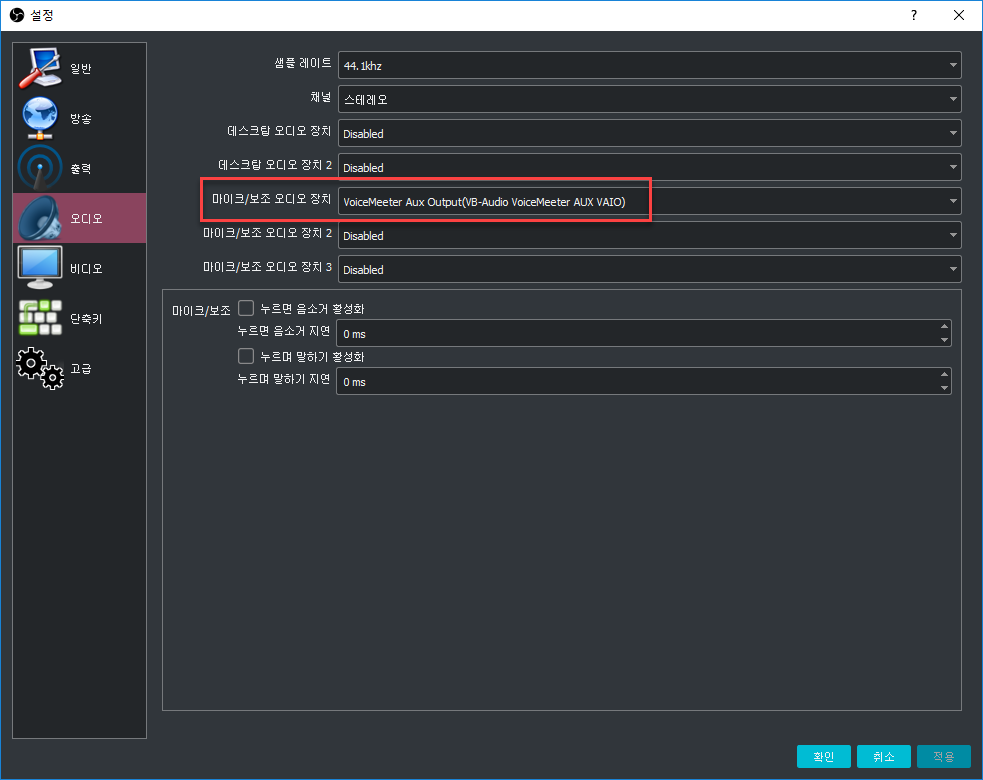 설정
일반
방송
출력
오디오
비디오
단축키
고급
샘플 레이트 44.1khz
채널 스테레오
데스크탑 오디오 장치 Disabled
데스크탑 오디오 장치 2 Disabled
마이크/보조 오디오 장치 VoiceMeeter Aux Output(VB-Audio VoiceMeeter AUX VAIO)
마이크/보조 오디오 장치 2 Disabled
마이크/보조 오디오 장치 3 Disabled
마이크/보조 누르면 음소거 활성화
누르면 음소거 지연 0 ms
누르며 말하기 활성화
누르며 말하기 지연 0 ms
확인 취소 적용